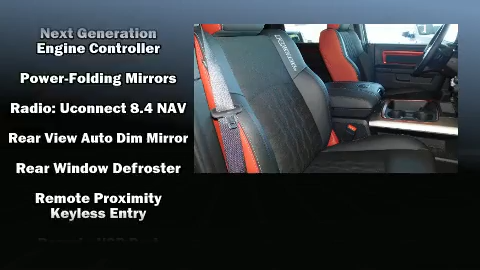 Next Generation
Engine Controller
Power-Folding Mirrors
Radio: Uconnect 8.4 NAV
Rear View Auto Dim Mirror
Rear Window Defroster
Remote Proximity
Keyless Entry